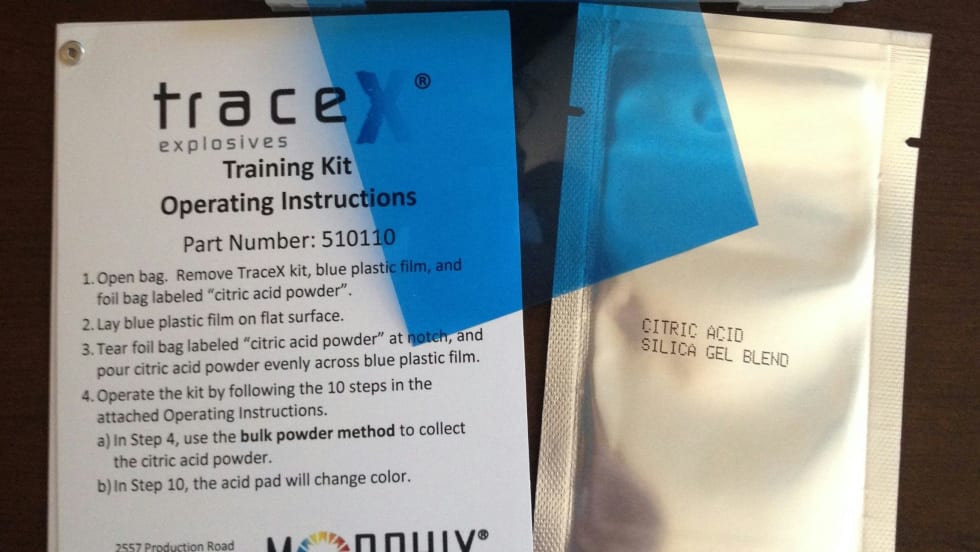 traceX®
explosives
Training Kit
Operating Instructions
Part Number: 510110
1. Open bag. Remove TraceX kit, blue plastic film, and
foil bag labeled “citric acid powder”.
2. Lay blue plastic film on flat surface.
3. Tear foil bag labeled “citric acid powder” at notch, and
pour citric acid powder evenly across blue plastic film.
4. Operate the kit by following the 10 steps in the
attached Operating Instructions.
a) In Step 4, use the bulk powder method to collect
the citric acid powder.
b) In Step 10, the acid pad will change color.
2557 Production Road
CITRIC ACID
SILICA GEL BLEND